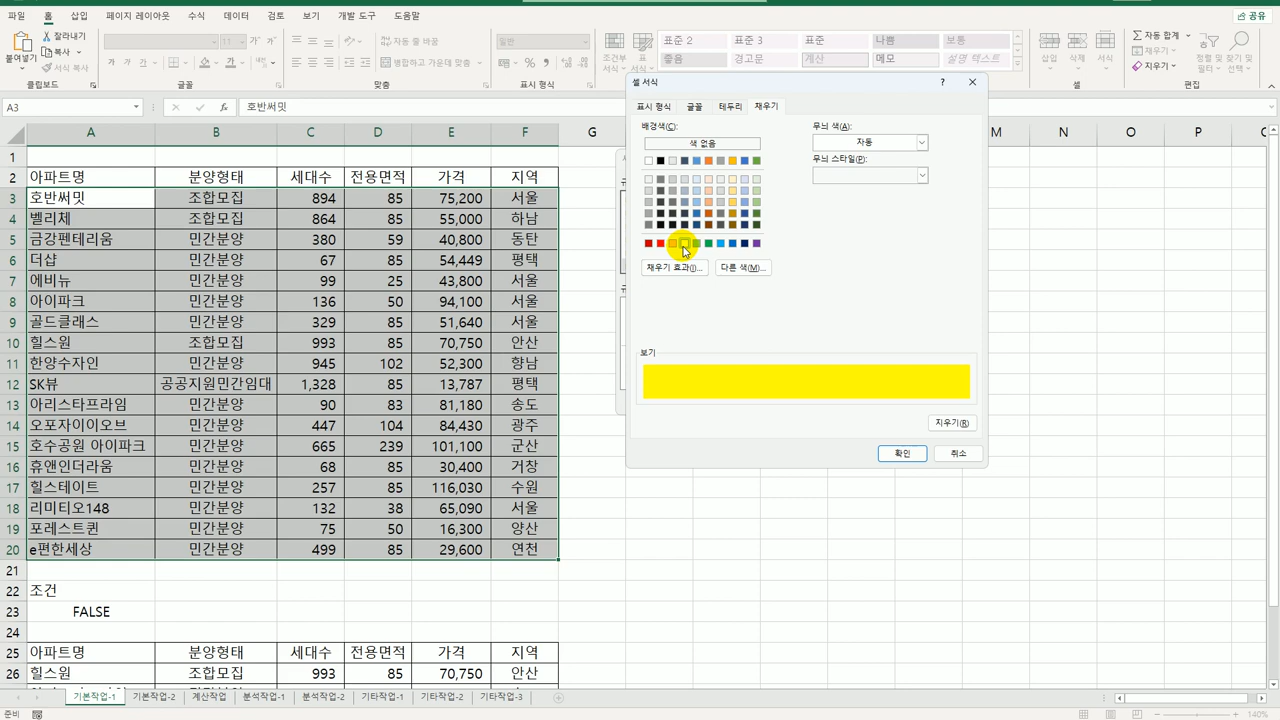 파일 홈 삽입 페이지 레이아웃 수식 데이터 검토 보기 개발 도구 도움말 공유
붙여넣기 잘라내기 복사 서식 복사 클립보드
가 가 가 글꼴
자동 줄 바꿈 병합하고 가운데 맞춤 맞춤
일반 표시 형식
조건부 서식 표준 2 표준 3 표준 나쁨 보통
좋음 경고문 계산 메모 설명 텍스트
삽입 삭제 서식
자동 합계 채우기 지우기 정렬 및 필터 찾기 및 선택 편집
A3 fx 호반써밋
A B C D E F G M N O P
1
2 아파트명 분양형태 세대수 전용면적 가격 지역
3 호반써밋 조합모집 894 85 75,200 서울
4 벨리체 조합모집 864 85 55,000 하남
5 금강펜테리움 민간분양 380 59 40,800 동탄
6 더샵 민간분양 67 85 54,449 평택
7 에비뉴 민간분양 99 25 43,800 서울
8 아이파크 민간분양 136 50 94,100 서울
9 골드클래스 민간분양 329 85 51,640 서울
10 힐스원 조합모집 993 85 70,750 안산
11 한양수자인 민간분양 945 102 52,300 향남
12 SK뷰 공공지원민간임대 1,328 85 13,787 평택
13 아리스타프라임 민간분양 90 83 81,180 송도
14 오포자이이오브 민간분양 447 104 84,430 광주
15 호수공원 아이파크 민간분양 665 239 101,100 군산
16 휴앤인더라움 민간분양 68 85 30,400 거창
17 힐스테이트 민간분양 257 85 116,030 수원
18 리미티오148 민간분양 132 38 65,090 서울
19 포레스트퀸 민간분양 75 50 16,300 양산
20 e편한세상 민간분양 499 85 29,600 연천
21
22 조건
23 FALSE
24
25 아파트명 분양형태 세대수 전용면적 가격 지역
26 힐스원 조합모집 993 85 70,750 안산
셀 서식 ?
표시 형식 글꼴 테두리 채우기
배경색(C): 무늬 색(A):
색 없음 자동
무늬 스타일(P):
채우기 효과(I)... 다른 색(M)...
보기
지우기(R)
확인 취소
기본작업-1 기본작업-2 계산작업 분석작업-1 분석작업-2 기타작업-1 기타작업-2 기타작업-3
준비 140%